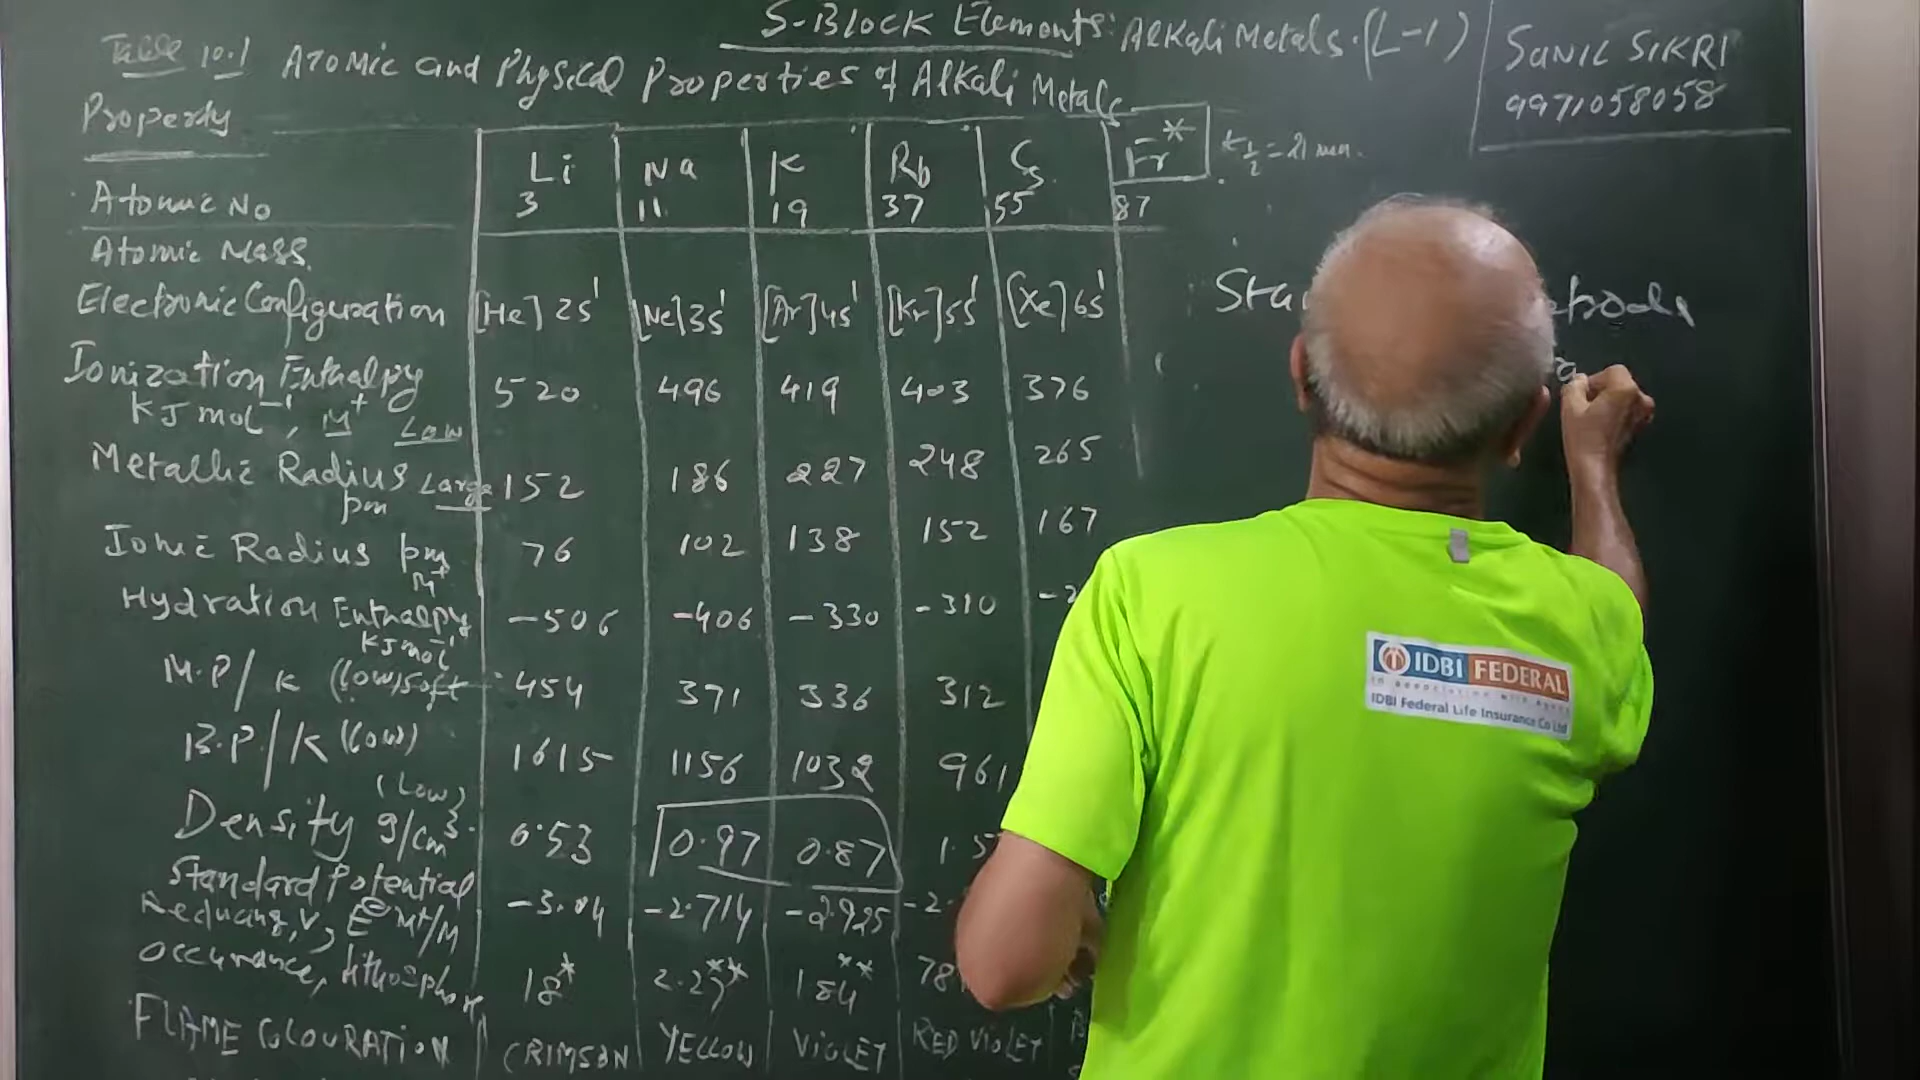 S-BLOCK Elements: Alkali Metals. (L-1)
SUNIL SIKRI
9971058058
Table 10.1 Atomic and Physical Properties of Alkali Metals
Property
Li Na K Rb Cs Fr* t½ = 21 min.
Atomic No 3 11 19 37 55 87
Atomic Mass
Electronic Configuration [He] 2s¹ [Ne] 3s¹ [Ar] 4s¹ [Kr] 5s¹ [Xe] 6s¹
Ionization Enthalpy 520 496 419 403 376
KJ mol⁻¹, M⁺ Low
Metallic Radius Large 152 186 227 248 265
pm
Ionic Radius pm 76 102 138 152 167
M⁺
Hydration Enthalpy -506 -406 -330 -310
KJ mol⁻¹
M.P/K (low) soft 454 371 336 312
B.P./K (low) 1615 1156 1032 961
(Low)
Density g/cm³ 0.53 0.97 0.87
Standard Potential
Reducing, V, E⊖ M⁺/M -3.04 -2.714 -2.925
Occurance, lithosphere 18* 2.27** 184**
FLAME COLOURATION CRIMSON YELLOW VIOLET RED VIOLET
IDBI FEDERAL
IDBI Federal Life Insurance Co Ltd